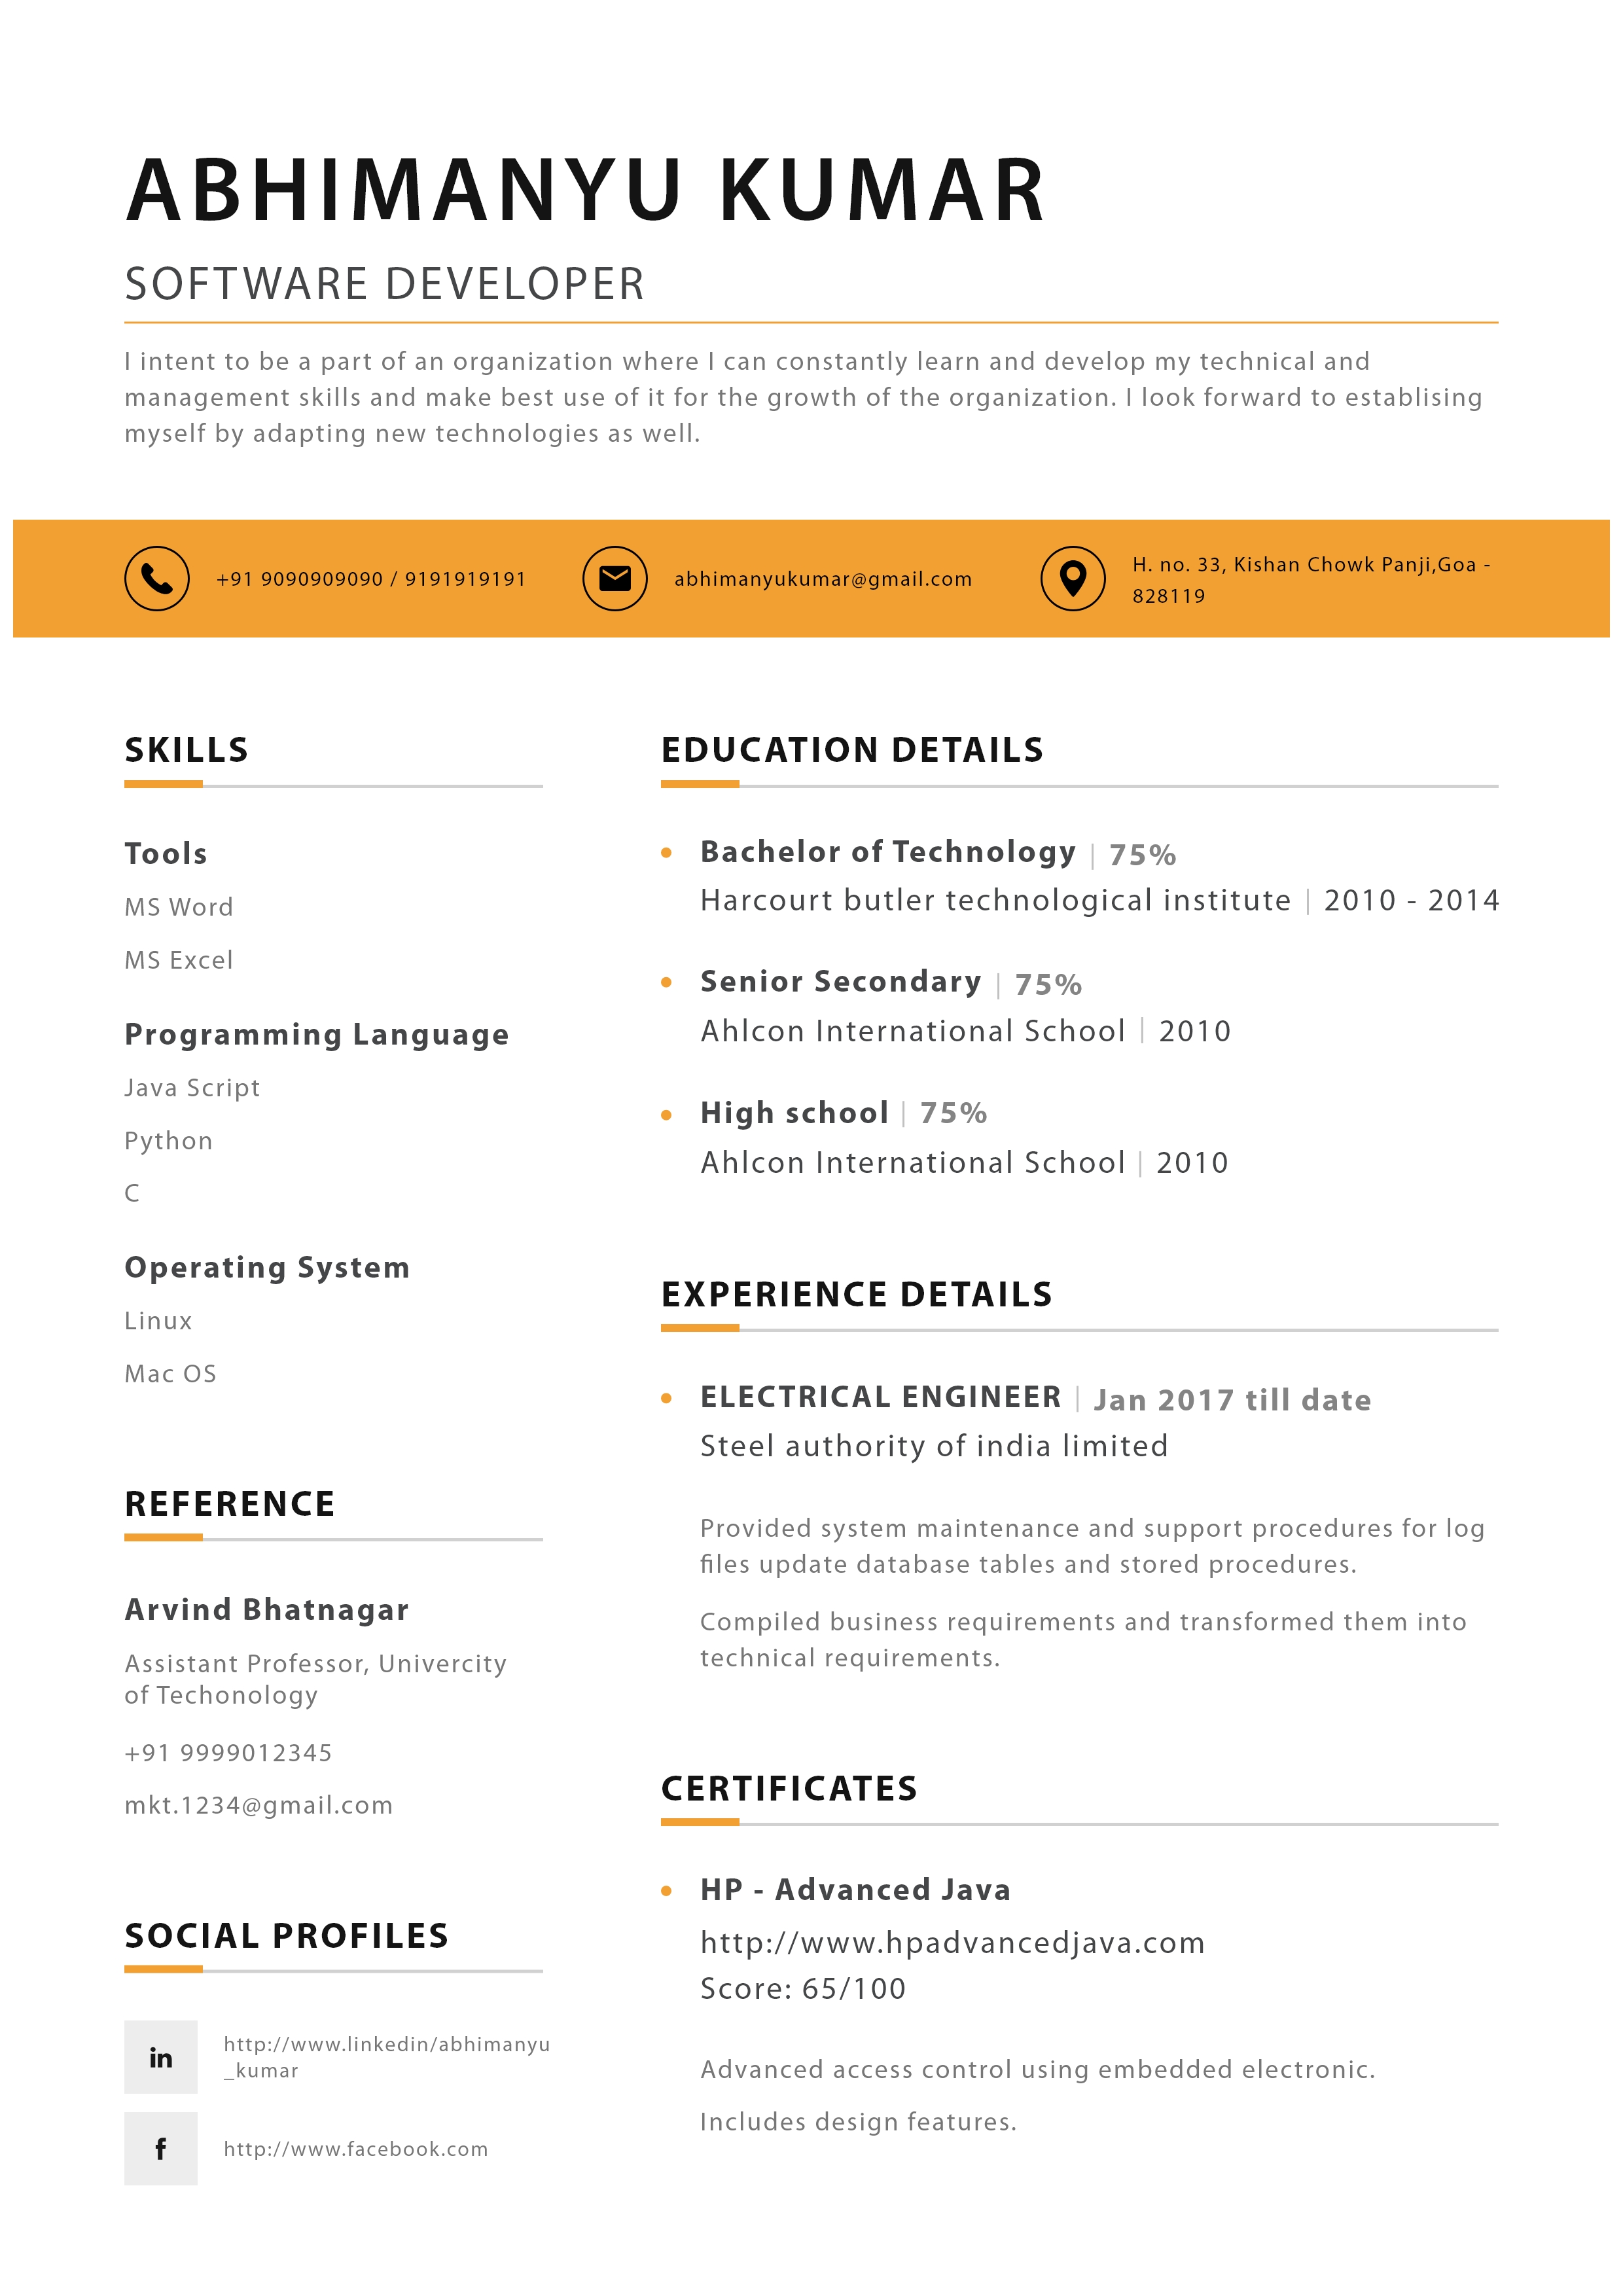 ABHIMANYU KUMAR
SOFTWARE DEVELOPER
I intent to be a part of an organization where I can constantly learn and develop my technical and
management skills and make best use of it for the growth of the organization. I look forward to establising
myself by adapting new technologies as well.
+91 9090909090 / 9191919191
abhimanyukumar@gmail.com
H. no. 33, Kishan Chowk Panji,Goa -
828119
SKILLS
Tools
MS Word
MS Excel
Programming Language
Java Script
Python
C
Operating System
Linux
Mac OS
REFERENCE
Arvind Bhatnagar
Assistant Professor, Univercity
of Techonology
+91 9999012345
mkt.1234@gmail.com
SOCIAL PROFILES
in
http://www.linkedin/abhimanyu
_kumar
f
http://www.facebook.com
EDUCATION DETAILS
Bachelor of Technology | 75%
Harcourt butler technological institute | 2010 - 2014
Senior Secondary | 75%
Ahlcon International School | 2010
High school | 75%
Ahlcon International School | 2010
EXPERIENCE DETAILS
ELECTRICAL ENGINEER | Jan 2017 till date
Steel authority of india limited
Provided system maintenance and support procedures for log
files update database tables and stored procedures.
Compiled business requirements and transformed them into
technical requirements.
CERTIFICATES
HP - Advanced Java
http://www.hpadvancedjava.com
Score: 65/100
Advanced access control using embedded electronic.
Includes design features.